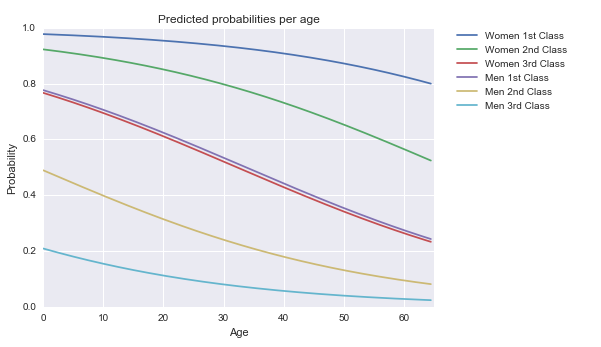 Predicted probabilities per age
Women 1st Class
Women 2nd Class
Women 3rd Class
Men 1st Class
Men 2nd Class
Men 3rd Class
Probability
1.0
0.8
0.6
0.4
0.2
0.0
0 10 20 30 40 50 60
Age